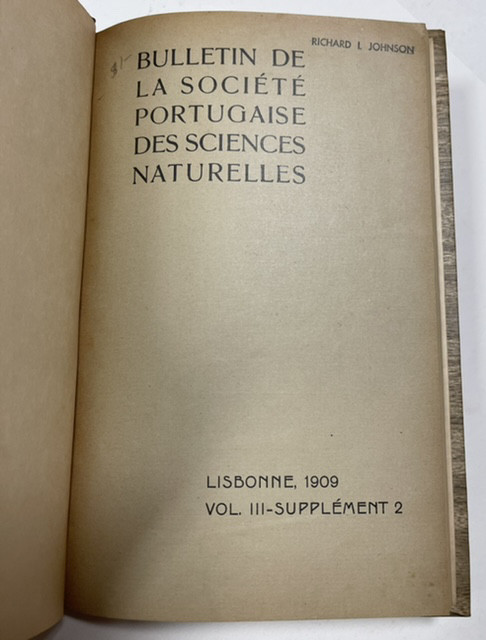 RICHARD I. JOHNSON
BULLETIN DE
LA SOCIÉTÉ
PORTUGAISE
DES SCIENCES
NATURELLES
LISBONNE, 1909
VOL. III-SUPPLÉMENT 2